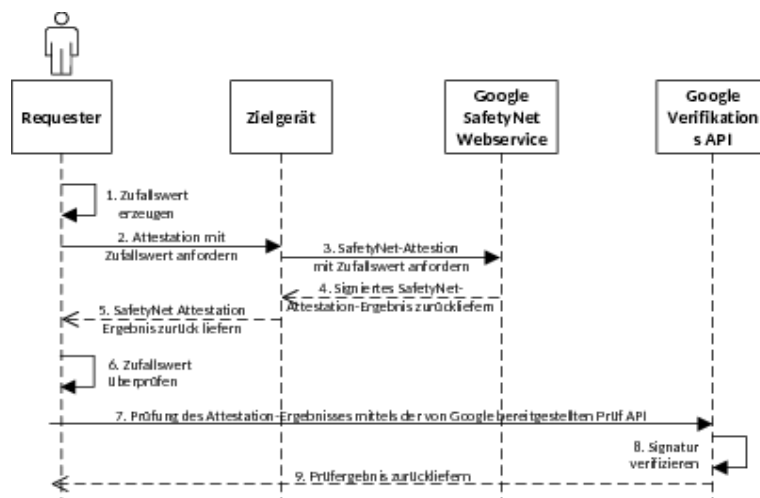 Requester
Zielgerät
Google
SafetyNet
Webservice
Google
Verifikation
s API
1. Zufallswert
erzeugen
2. Attestation mit
Zufallswert anfordern
3. SafetyNet-Attestion
mit Zufallswert anfordern
4. Signiertes SafetyNet-
Attestation-Ergebnis zurückliefern
5. SafetyNet Attestation
Ergebnis zurück liefern
6. Zufallswert
Überprüfen
7. Prüfung des Attestation-Ergebnisses mittels der von Google bereitgestellten Prüf API
8. Signatur
verifizieren
9. Prüfergebnis zurückliefern